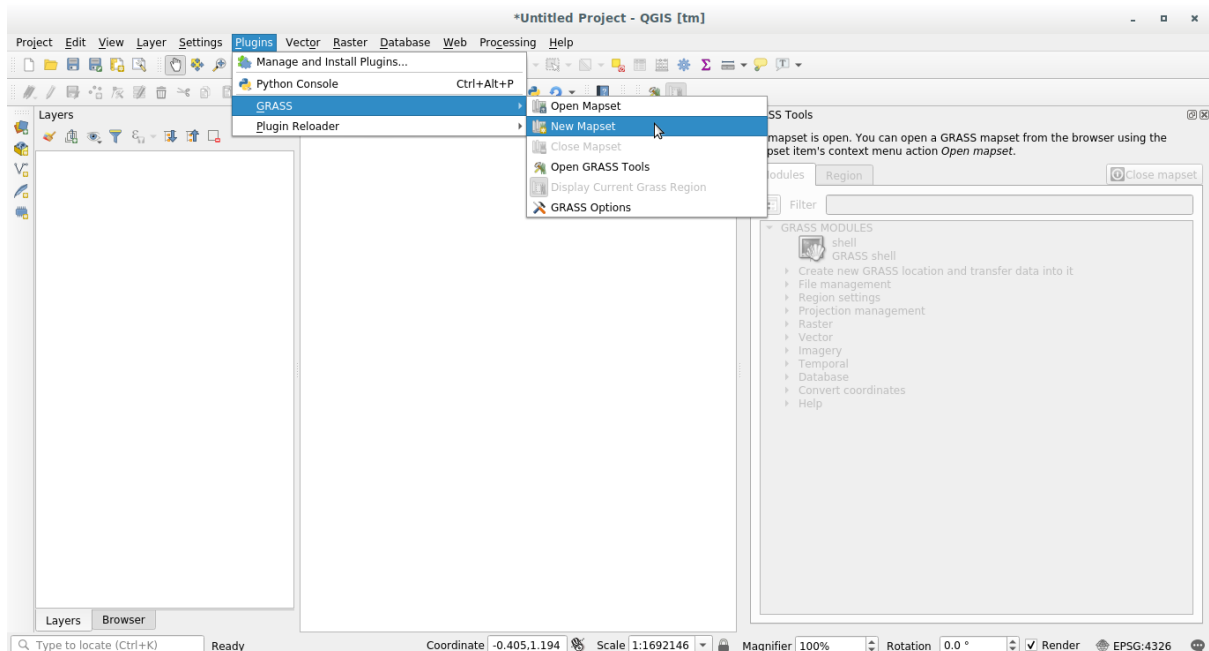 *Untitled Project - QGIS [tm]
Project Edit View Layer Settings Plugins Vector Raster Database Web Processing Help
Manage and Install Plugins...
Python Console Ctrl+Alt+P
GRASS
Plugin Reloader
Open Mapset
New Mapset
Close Mapset
Open GRASS Tools
Display Current Grass Region
GRASS Options
Layers
SS Tools
mapset is open. You can open a GRASS mapset from the browser using the
pset item's context menu action Open mapset.
odules Region Close mapset
Filter
GRASS MODULES
shell
GRASS shell
Create new GRASS location and transfer data into it
File management
Region settings
Projection management
Raster
Vector
Imagery
Temporal
Database
Convert coordinates
Help
Layers Browser
Type to locate (Ctrl+K) Ready Coordinate -0.405,1.194 Scale 1:1692146 Magnifier 100% Rotation 0.0 ° Render EPSG:4326